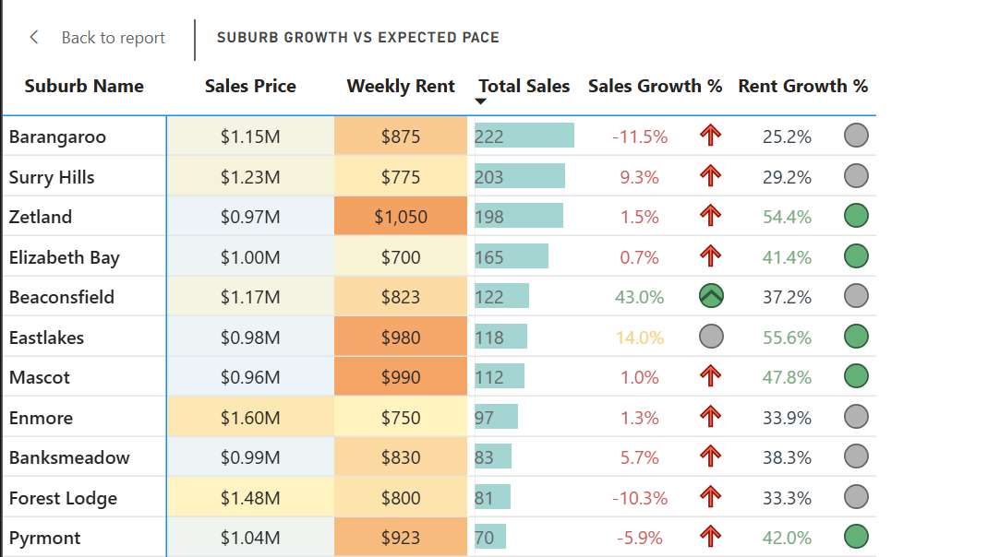 Back to report
SUBURB GROWTH VS EXPECTED PACE
Suburb Name Sales Price Weekly Rent Total Sales Sales Growth % Rent Growth %
Barangaroo $1.15M $875 222 -11.5% 25.2%
Surry Hills $1.23M $775 203 9.3% 29.2%
Zetland $0.97M $1,050 198 1.5% 54.4%
Elizabeth Bay $1.00M $700 165 0.7% 41.4%
Beaconsfield $1.17M $823 122 43.0% 37.2%
Eastlakes $0.98M $980 118 14.0% 55.6%
Mascot $0.96M $990 112 1.0% 47.8%
Enmore $1.60M $750 97 1.3% 33.9%
Banksmeadow $0.99M $830 83 5.7% 38.3%
Forest Lodge $1.48M $800 81 -10.3% 33.3%
Pyrmont $1.04M $923 70 -5.9% 42.0%